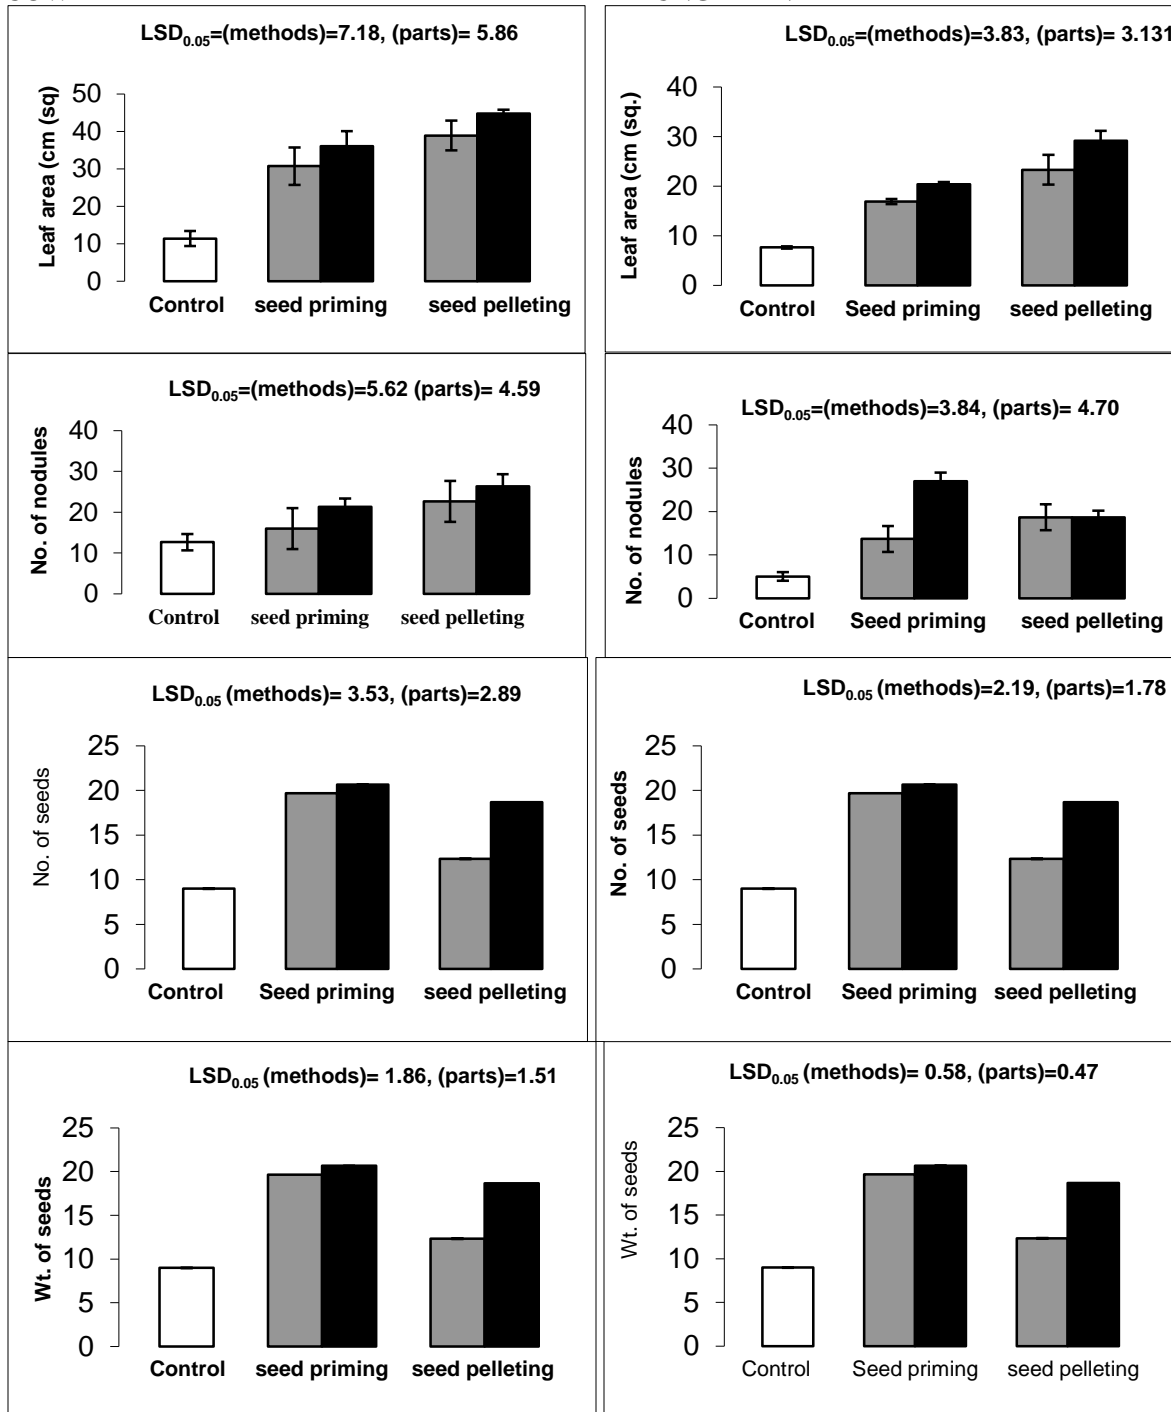 LSD0.05=(methods)=7.18, (parts)= 5.86
Leaf area (cm (sq)
50
40
30
20
10
0
Control seed priming seed pelleting
LSD0.05=(methods)=3.83, (parts)= 3.131
Leaf area (cm (sq.)
40
30
20
10
0
Control Seed priming seed pelleting
LSD0.05=(methods)=5.62 (parts)= 4.59
No. of nodules
40
30
20
10
0
Control seed priming seed pelleting
LSD0.05=(methods)=3.84, (parts)= 4.70
No. of nodules
40
30
20
10
0
Control Seed priming seed pelleting
LSD0.05 (methods)= 3.53, (parts)=2.89
No. of seeds
25
20
15
10
5
0
Control Seed priming seed pelleting
LSD0.05 (methods)=2.19, (parts)=1.78
No. of seeds
25
20
15
10
5
0
Control Seed priming seed pelleting
LSD0.05 (methods)= 1.86, (parts)=1.51
Wt. of seeds
25
20
15
10
5
0
Control seed priming seed pelleting
LSD0.05 (methods)= 0.58, (parts)=0.47
Wt. of seeds
25
20
15
10
5
0
Control Seed priming seed pelleting